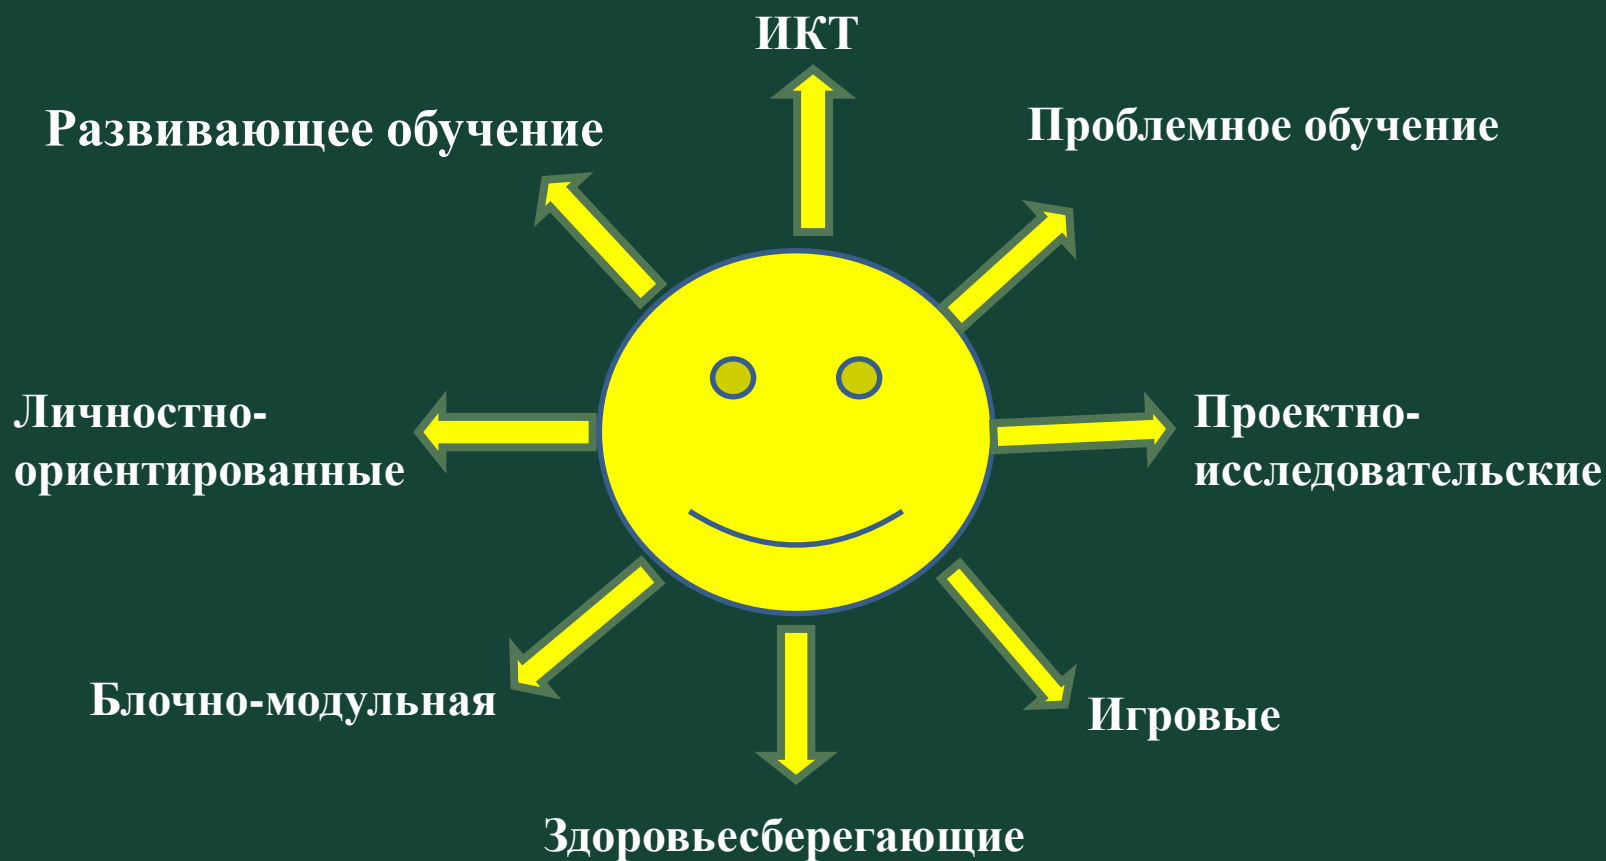 ИКТ
Развивающее обучение
Проблемное обучение
Личностно-
ориентированные
Проектно-
исследовательские
Блочно-модульная
Игровые
Здоровьесберегающие